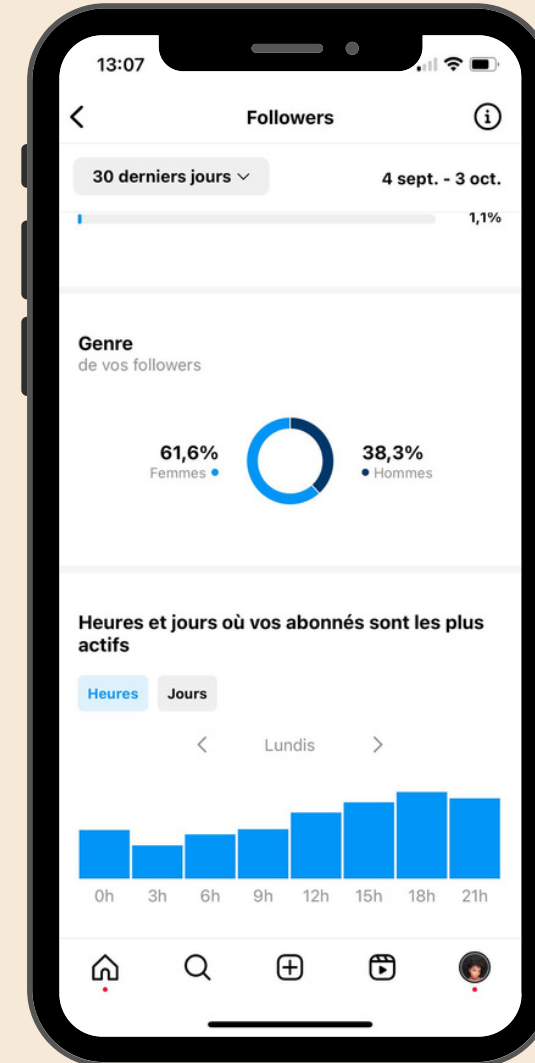 13:07
Followers
30 derniers jours
4 sept. - 3 oct.
1,1%
Genre
de vos followers
61,6%
Femmes
38,3%
Hommes
Heures et jours où vos abonnés sont les plus
actifs
Heures Jours
Lundis
0h 3h 6h 9h 12h 15h 18h 21h